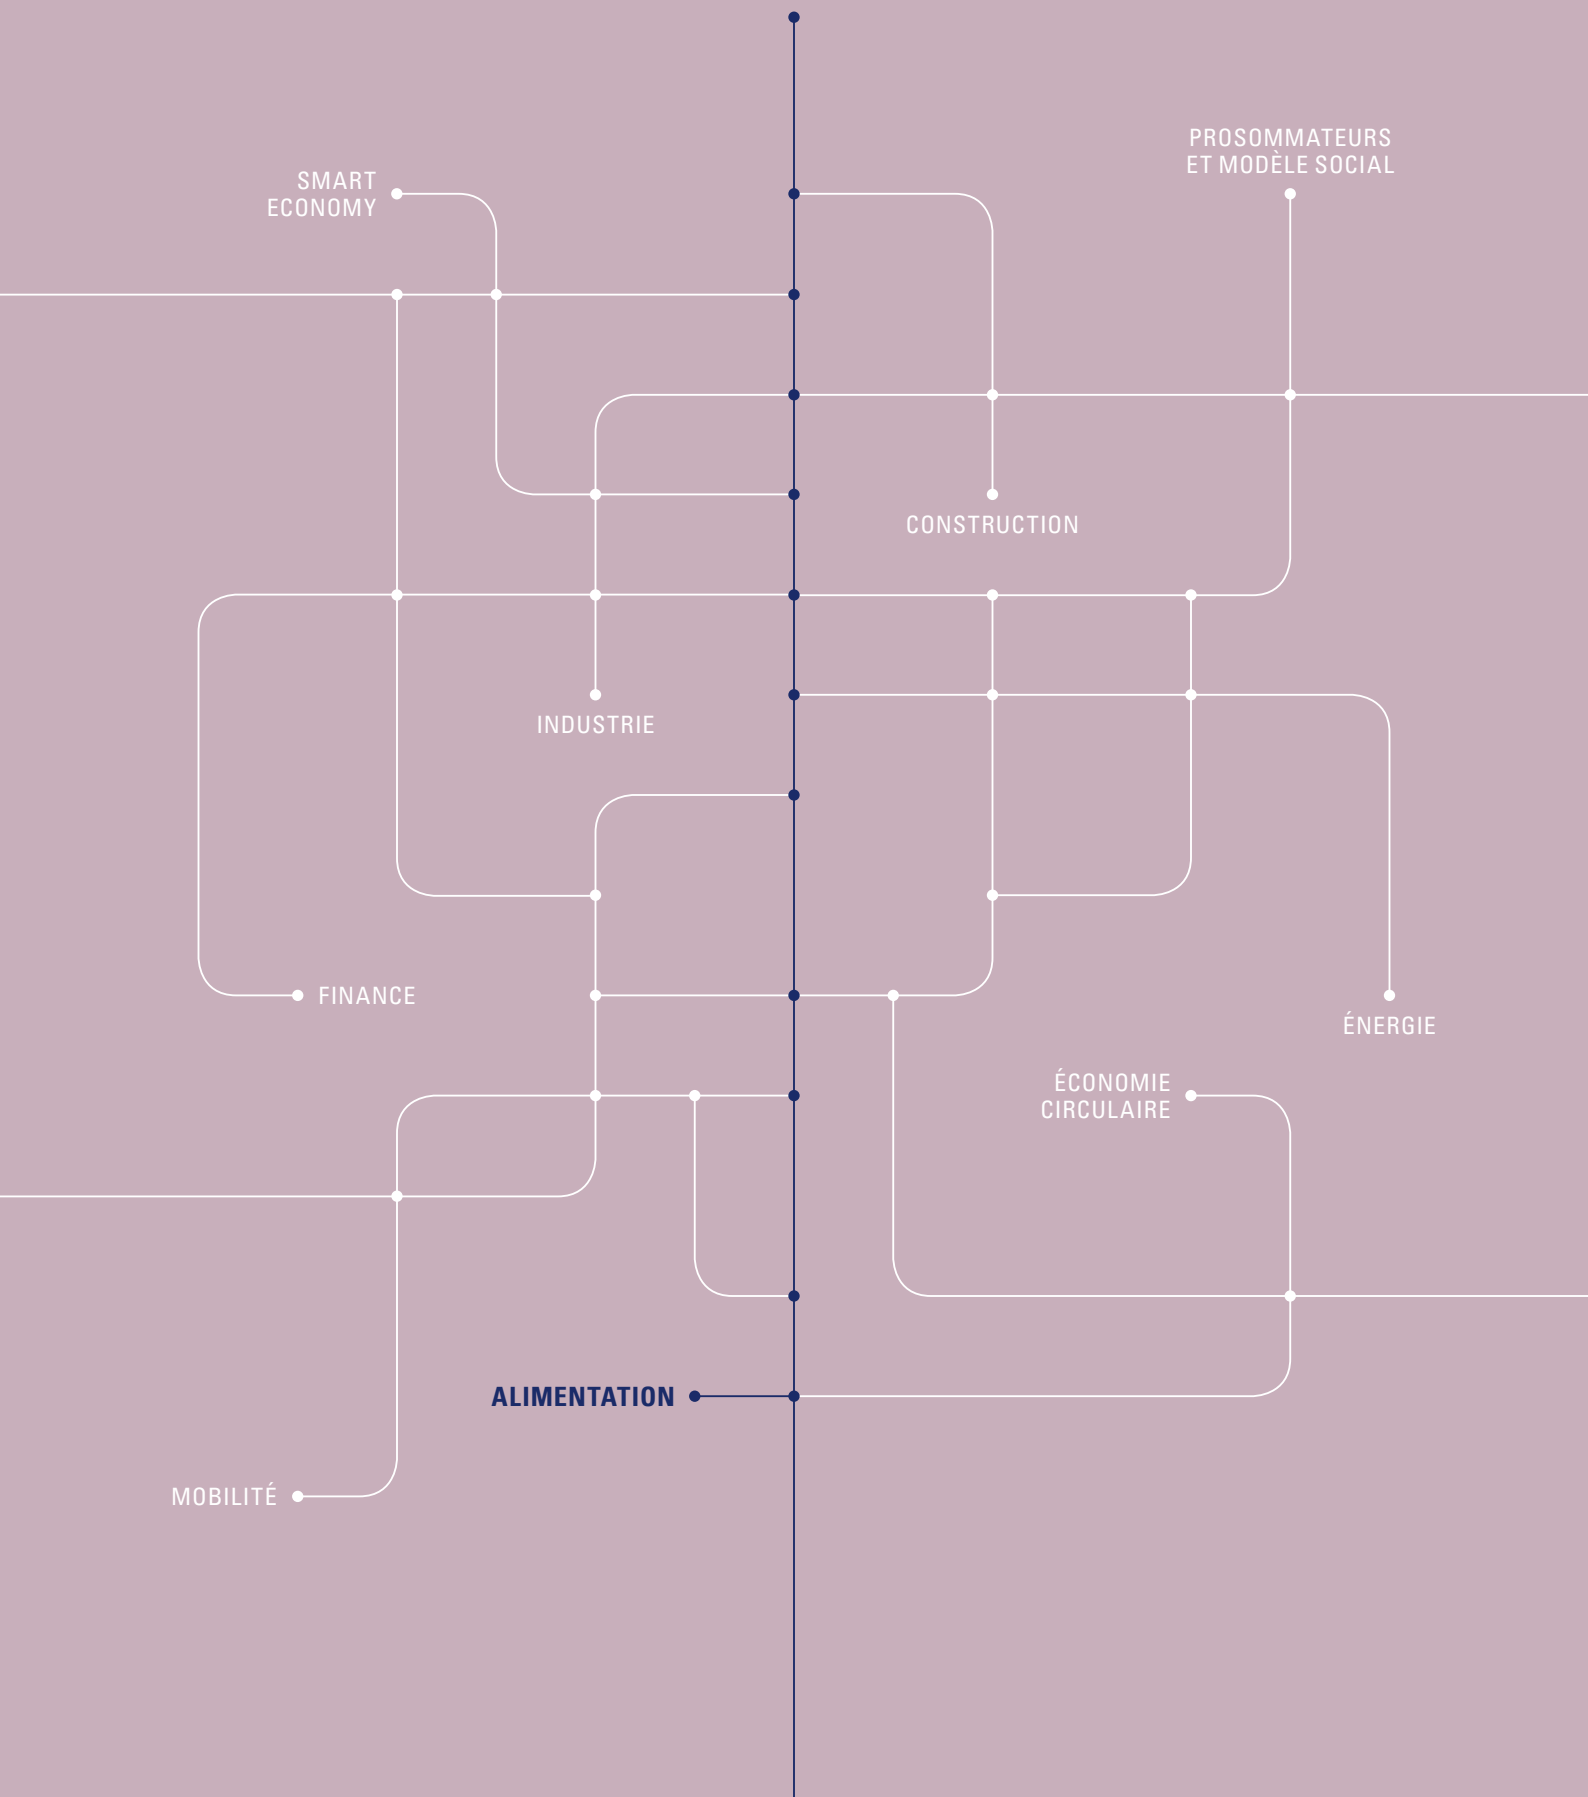 PROSOMMATEURS
ET MODÈLE SOCIAL
SMART
ECONOMY
CONSTRUCTION
INDUSTRIE
FINANCE
ÉNERGIE
ÉCONOMIE
CIRCULAIRE
ALIMENTATION
MOBILITÉ